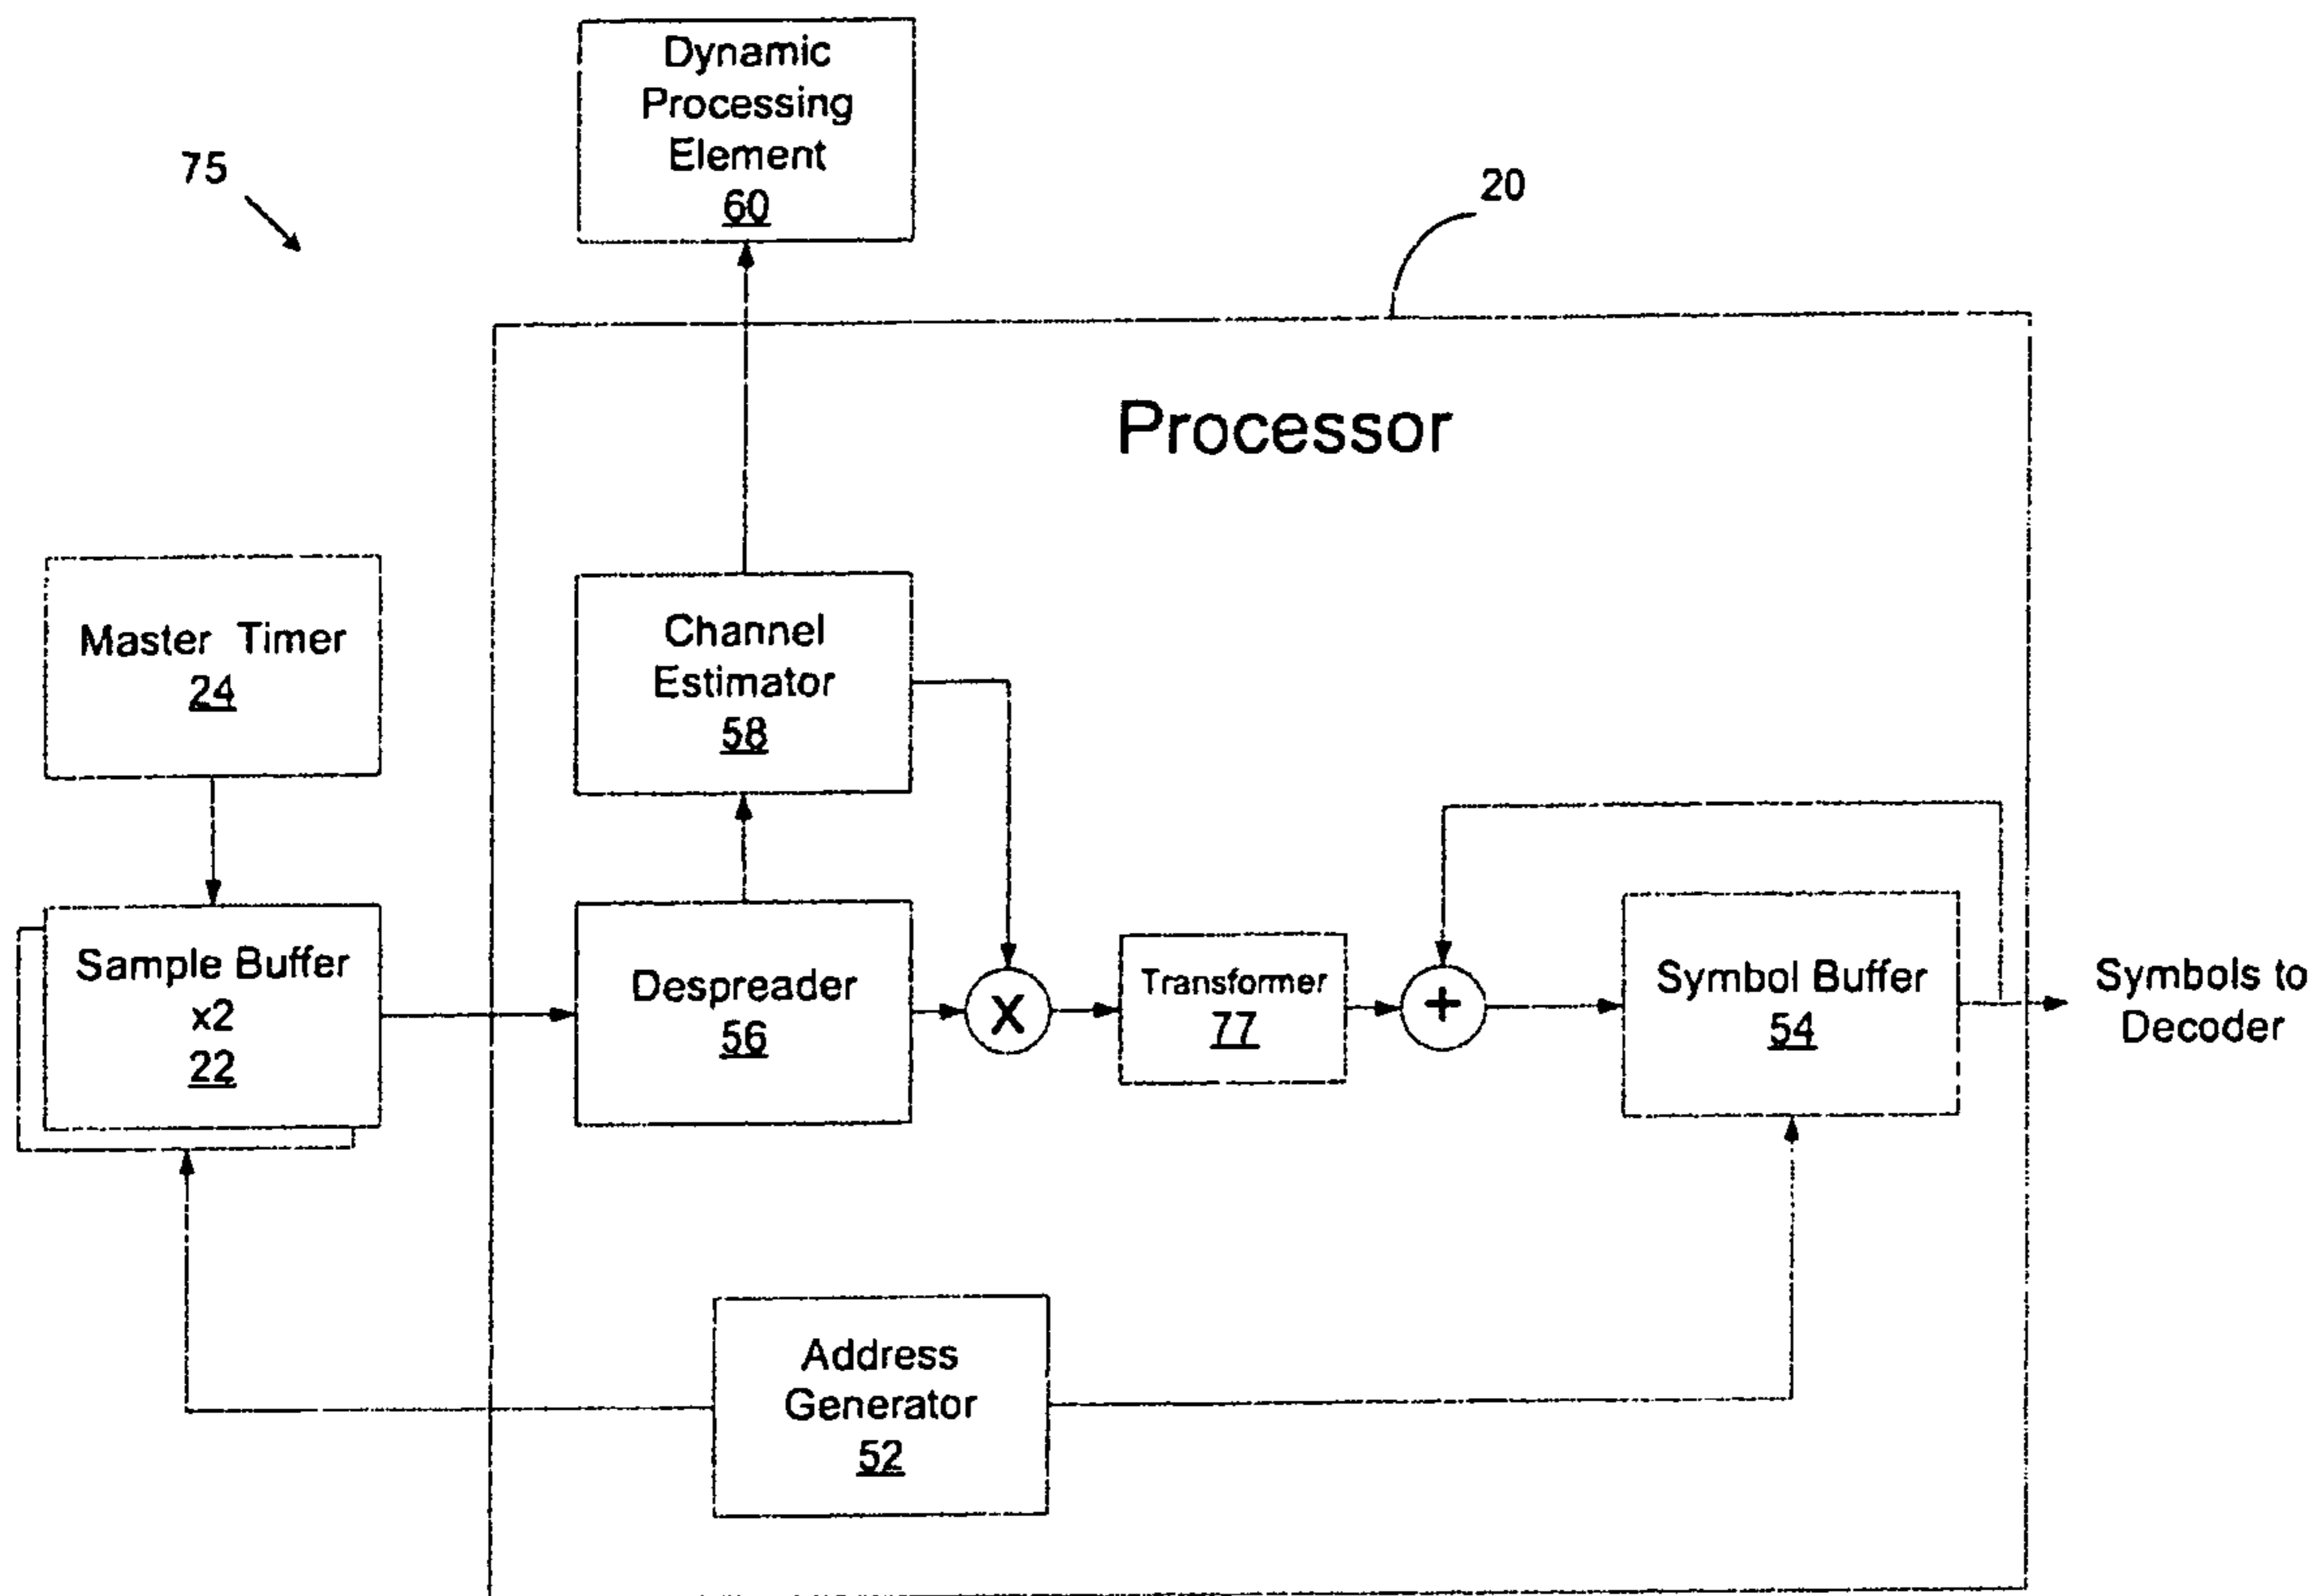 Dynamic
Processing
Element
60
75
20
Processor
Master Timer
24
Channel
Estimator
58
Sample Buffer
x2
22
Despreader
56
X
Transformer
77
+
Symbol Buffer
54
Symbols to
Decoder
Address
Generator
52